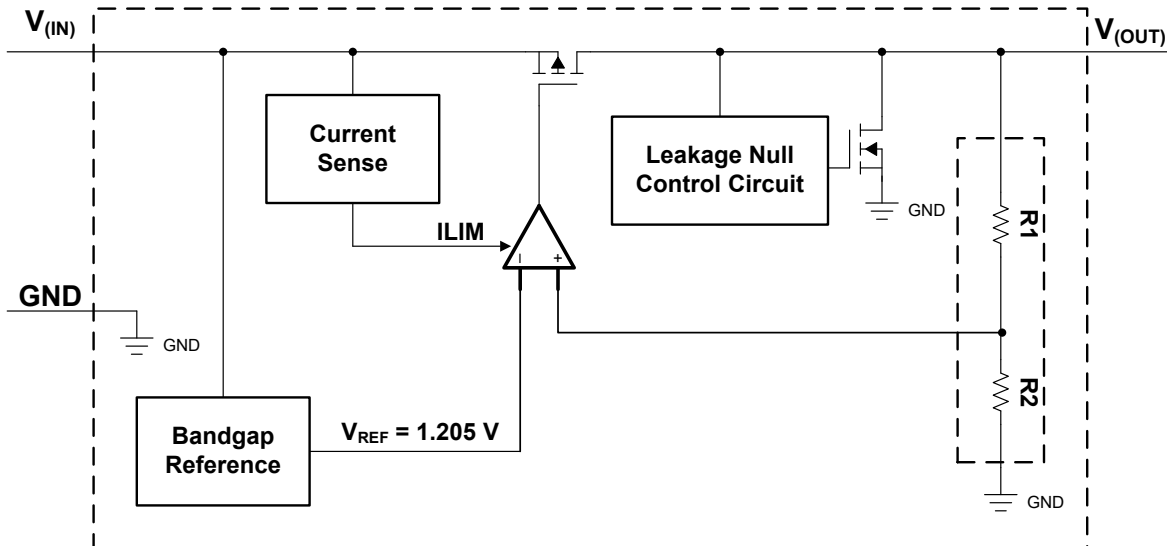 V(IN)
V(OUT)
Current
Sense
Leakage Null
Control Circuit
GND
R1
ILIM
GND
GND
R2
Bandgap
Reference
VREF = 1.205 V
GND